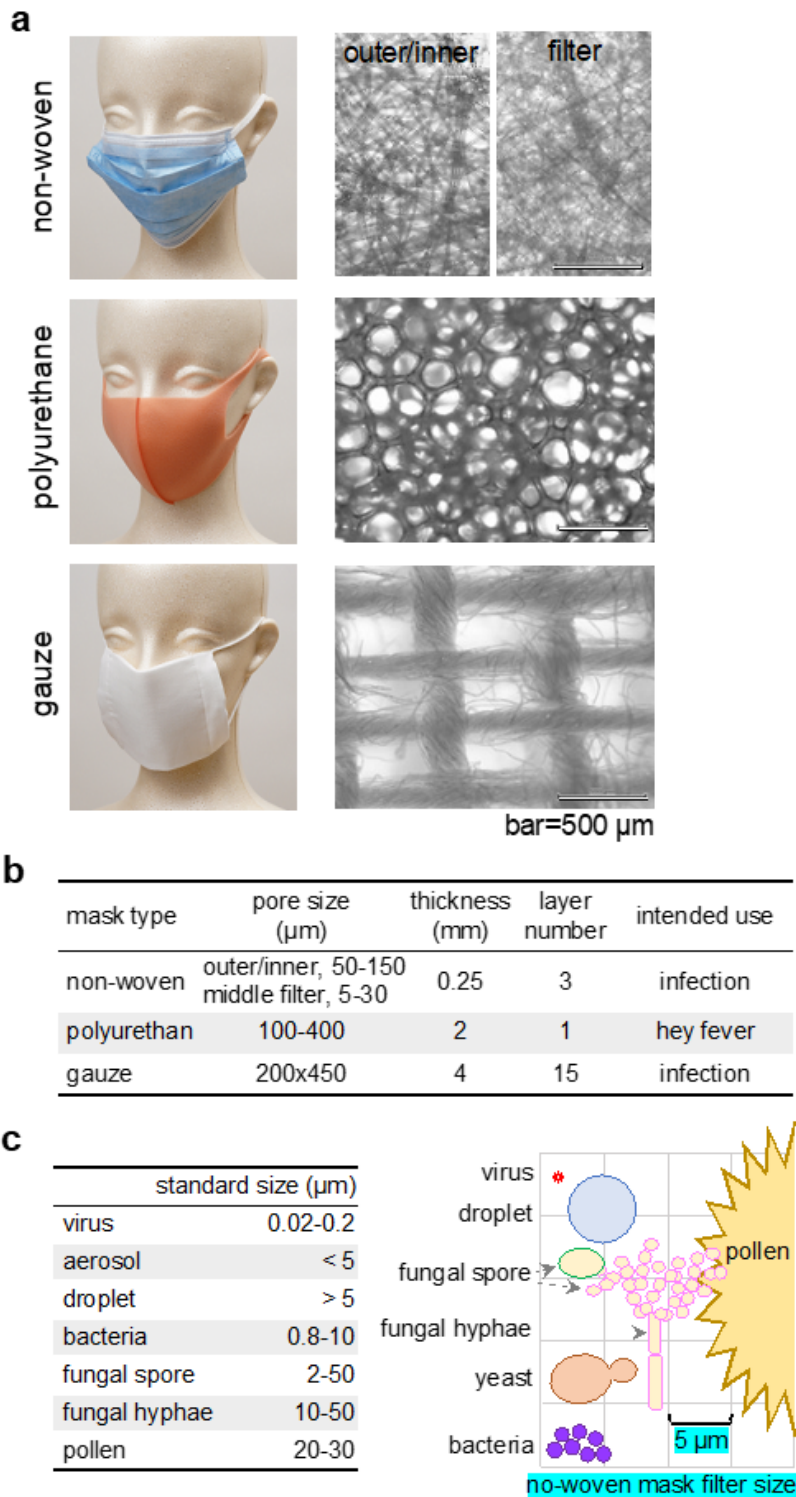 a
non-woven
outer/inner
filter
polyurethane
gauze
bar=500 µm
b
mask type pore size (µm) thickness (mm) layer number intended use
non-woven outer/inner, 50-150 middle filter, 5-30 0.25 3 infection
polyurethan 100-400 2 1 hey fever
gauze 200x450 4 15 infection
c
standard size (µm)
virus 0.02-0.2
aerosol < 5
droplet > 5
bacteria 0.8-10
fungal spore 2-50
fungal hyphae 10-50
pollen 20-30
virus
droplet
pollen
fungal spore
fungal hyphae
yeast
bacteria
5 µm
no-woven mask filter size